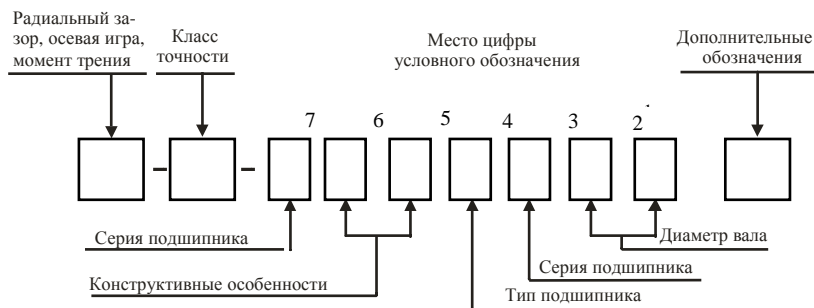 Радиальный за-
зор, осевая игра,
момент трения
Класс
точности
Место цифры
условного обозначения
Дополнительные
обозначения
7 6 5 4 3 2
Серия подшипника
Диаметр вала
Конструктивные особенности
Серия подшипника
Тип подшипника